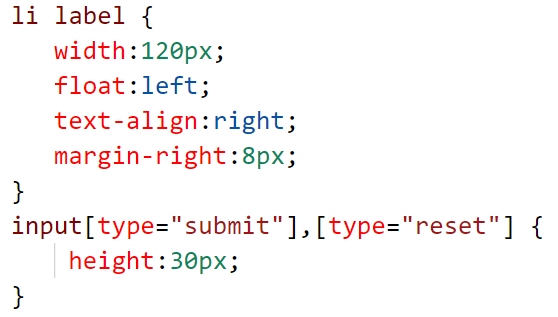 li label {
   width:120px;
   float:left;
   text-align:right;
   margin-right:8px;
}
input[type="submit"],[type="reset"] {
    height:30px;
}